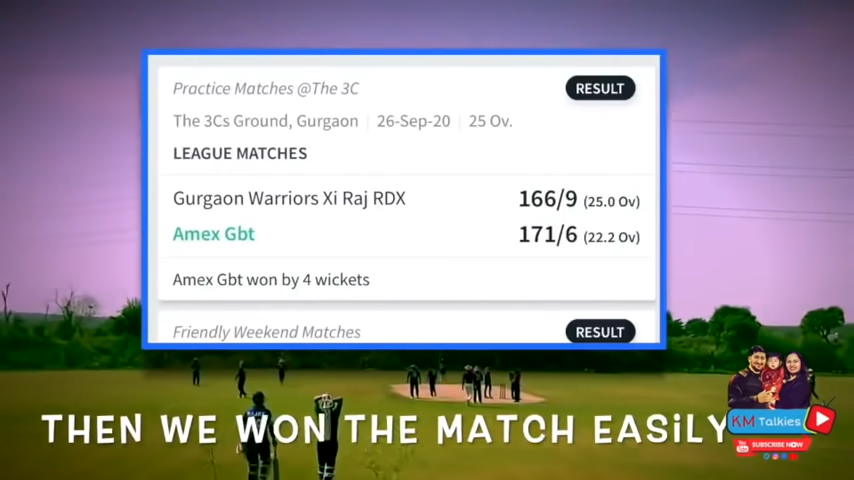 Practice Matches @The 3C
RESULT
The 3Cs Ground, Gurgaon | 26-Sep-20 | 25 Ov.
LEAGUE MATCHES
Gurgaon Warriors Xi Raj RDX 166/9 (25.0 Ov)
Amex Gbt 171/6 (22.2 Ov)
Amex Gbt won by 4 wickets
Friendly Weekend Matches
RESULT
THEN WE WON THE MATCH EASILY
KM Talkies
You Tube
SUBSCRIBE NOW